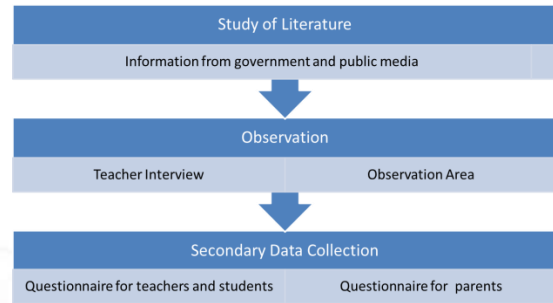 Study of Literature
Information from government and public media
Observation
Teacher Interview
Observation Area
Secondary Data Collection
Questionnaire for teachers and students
Questionnaire for parents